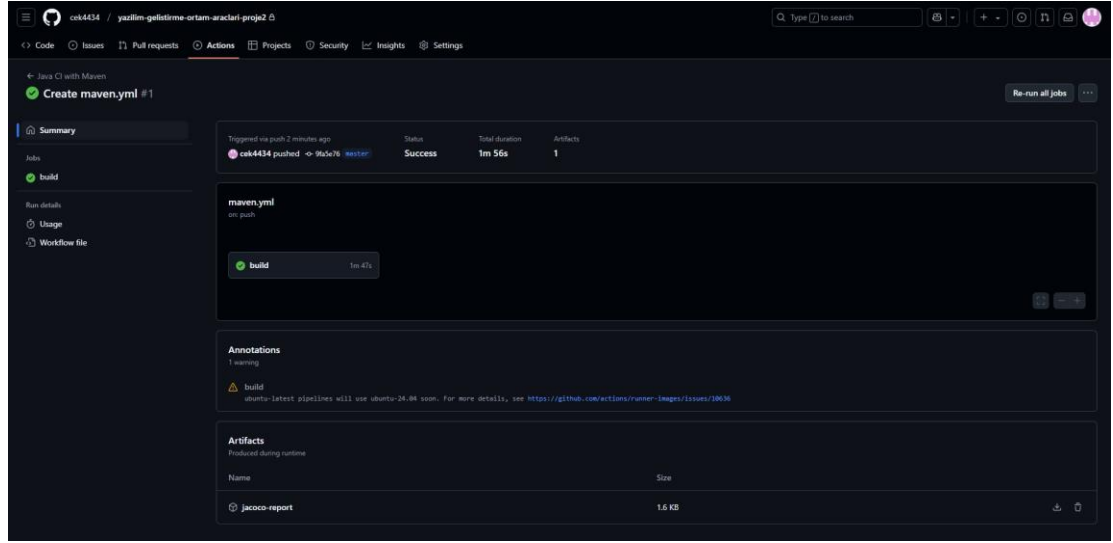 cek4434 / yazilim-gelistirme-ortam-araclari-proje2
Type / to search
Code Issues Pull requests Actions Projects Security Insights Settings
← Java CI with Maven
Create maven.yml #1
Re-run all jobs
Summary
Jobs
build
Run details
Usage
Workflow file
Triggered via push 2 minutes ago
cek4434 pushed 9fa5e76 master
Status
Success
Total duration
1m 56s
Artifacts
1
maven.yml
on: push
build 1m 47s
Annotations
1 warning
build
ubuntu-latest pipelines will use ubuntu-24.04 soon. For more details, see https://github.com/actions/runner-images/issues/10636
Artifacts
Produced during runtime
Name Size
jacoco-report 1.6 KB